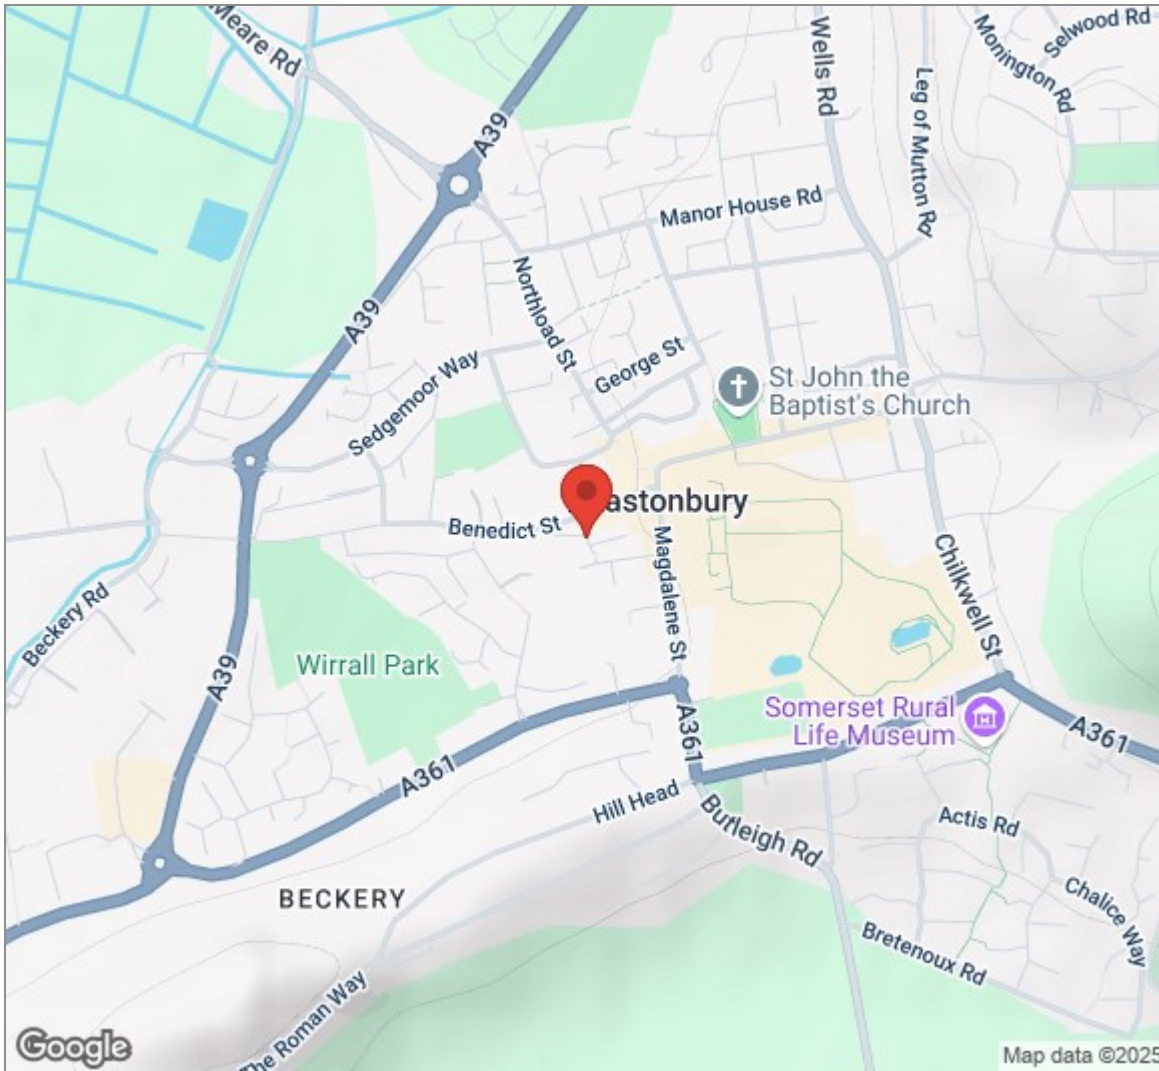 Meare Rd
A39
Wells Rd
Leg of Mutton Rd
Monington Rd
Selwood Rd
Manor House Rd
Northload St
A39
George St
Sedgemoor Way
St John the
Baptist's Church
astonbury
Benedict St
Magdalene St
Chilkwell St
Beckery Rd
A39
Wirrall Park
A361
Somerset Rural
Life Museum
A361
A361
Hill Head
Butleigh Rd
Actis Rd
Chalice Way
BECKERY
Bretenoux Rd
The Roman Way
Google
Map data ©2025